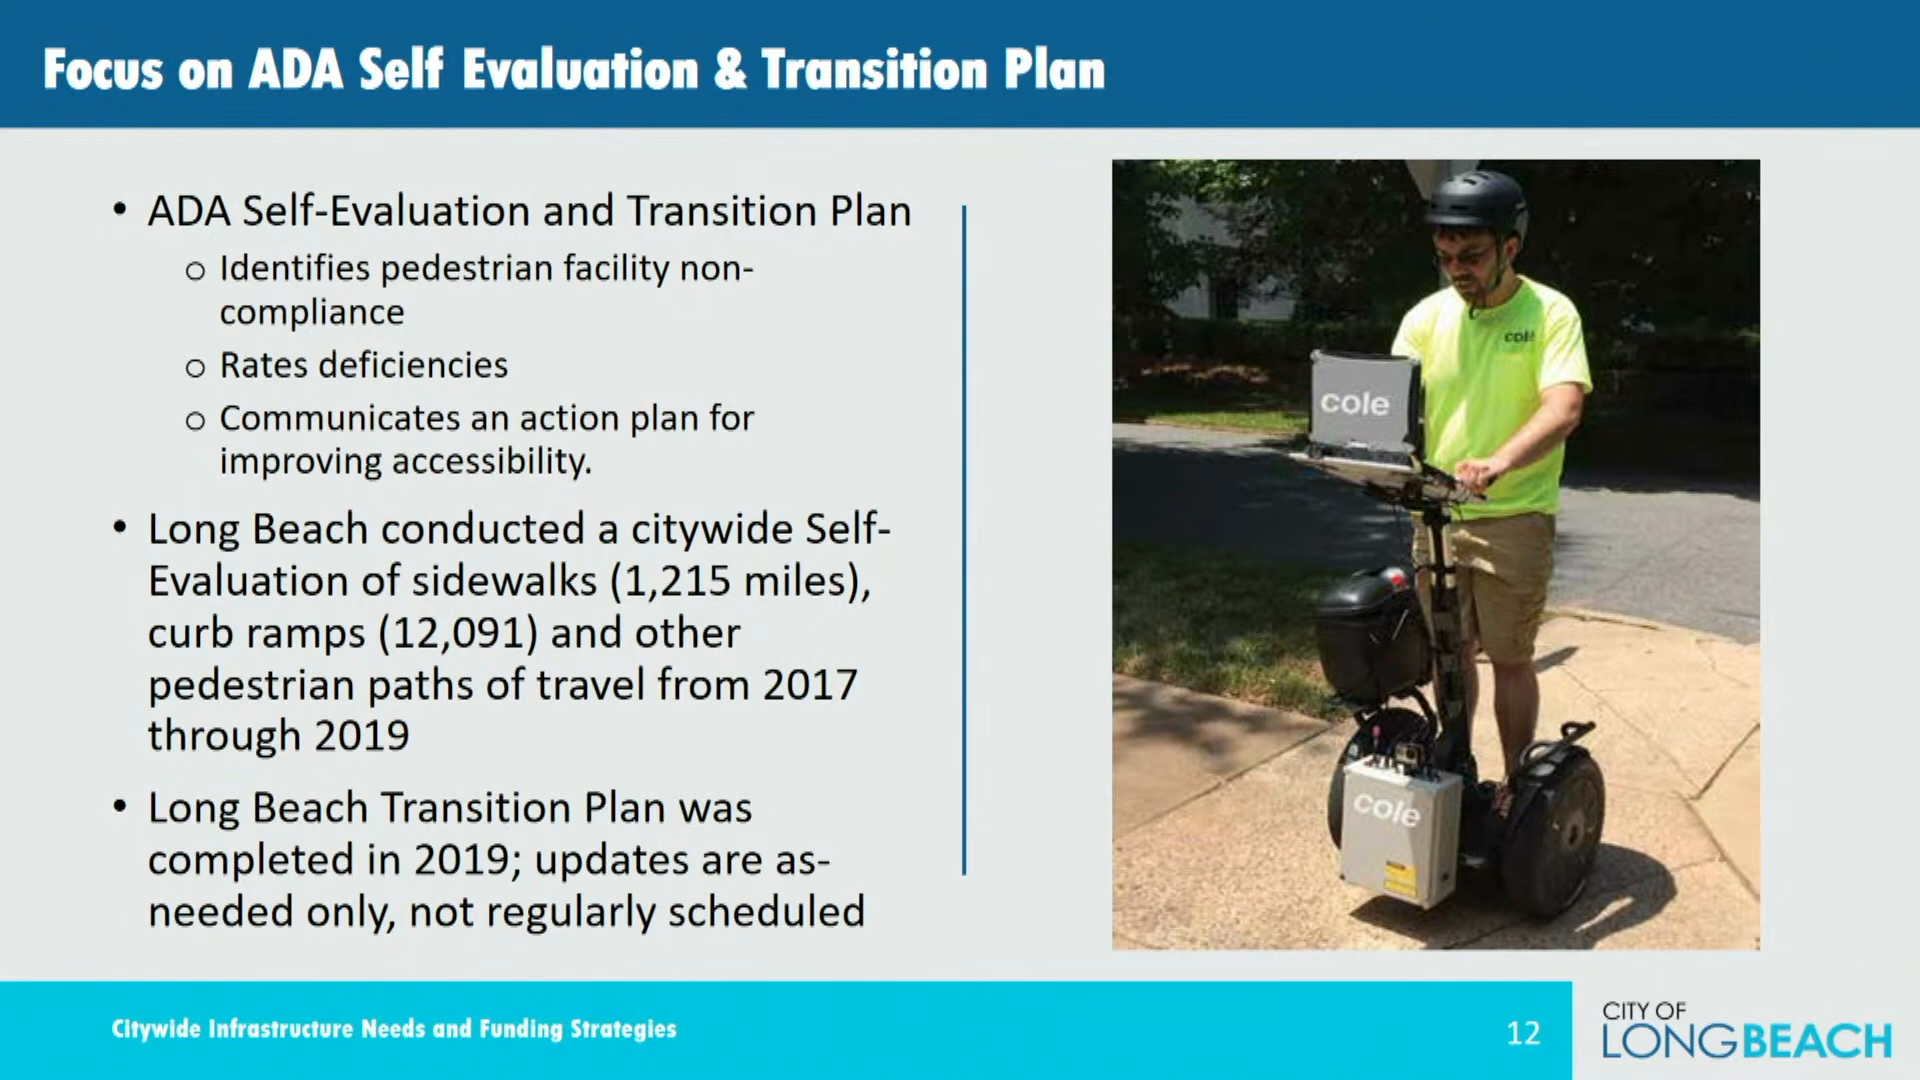 Focus on ADA Self Evaluation & Transition Plan
• ADA Self-Evaluation and Transition Plan
o Identifies pedestrian facility non-
compliance
o Rates deficiencies
o Communicates an action plan for
improving accessibility.
• Long Beach conducted a citywide Self-
Evaluation of sidewalks (1,215 miles),
curb ramps (12,091) and other
pedestrian paths of travel from 2017
through 2019
• Long Beach Transition Plan was
completed in 2019; updates are as-
needed only, not regularly scheduled
cole
cole
cole
Citywide Infrastructure Needs and Funding Strategies
12
CITY OF
LONGBEACH